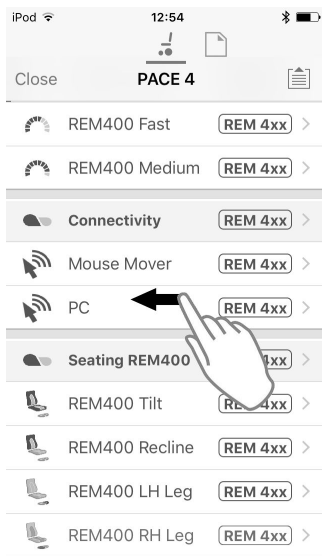 iPod 12:54
Close PACE 4
REM400 Fast REM 4xx
REM400 Medium REM 4xx
Connectivity REM 4xx
Mouse Mover REM 4xx
PC REM 4xx
Seating REM400 4xx
REM400 Tilt 4xx
REM400 Recline REM 4xx
REM400 LH Leg REM 4xx
REM400 RH Leg REM 4xx